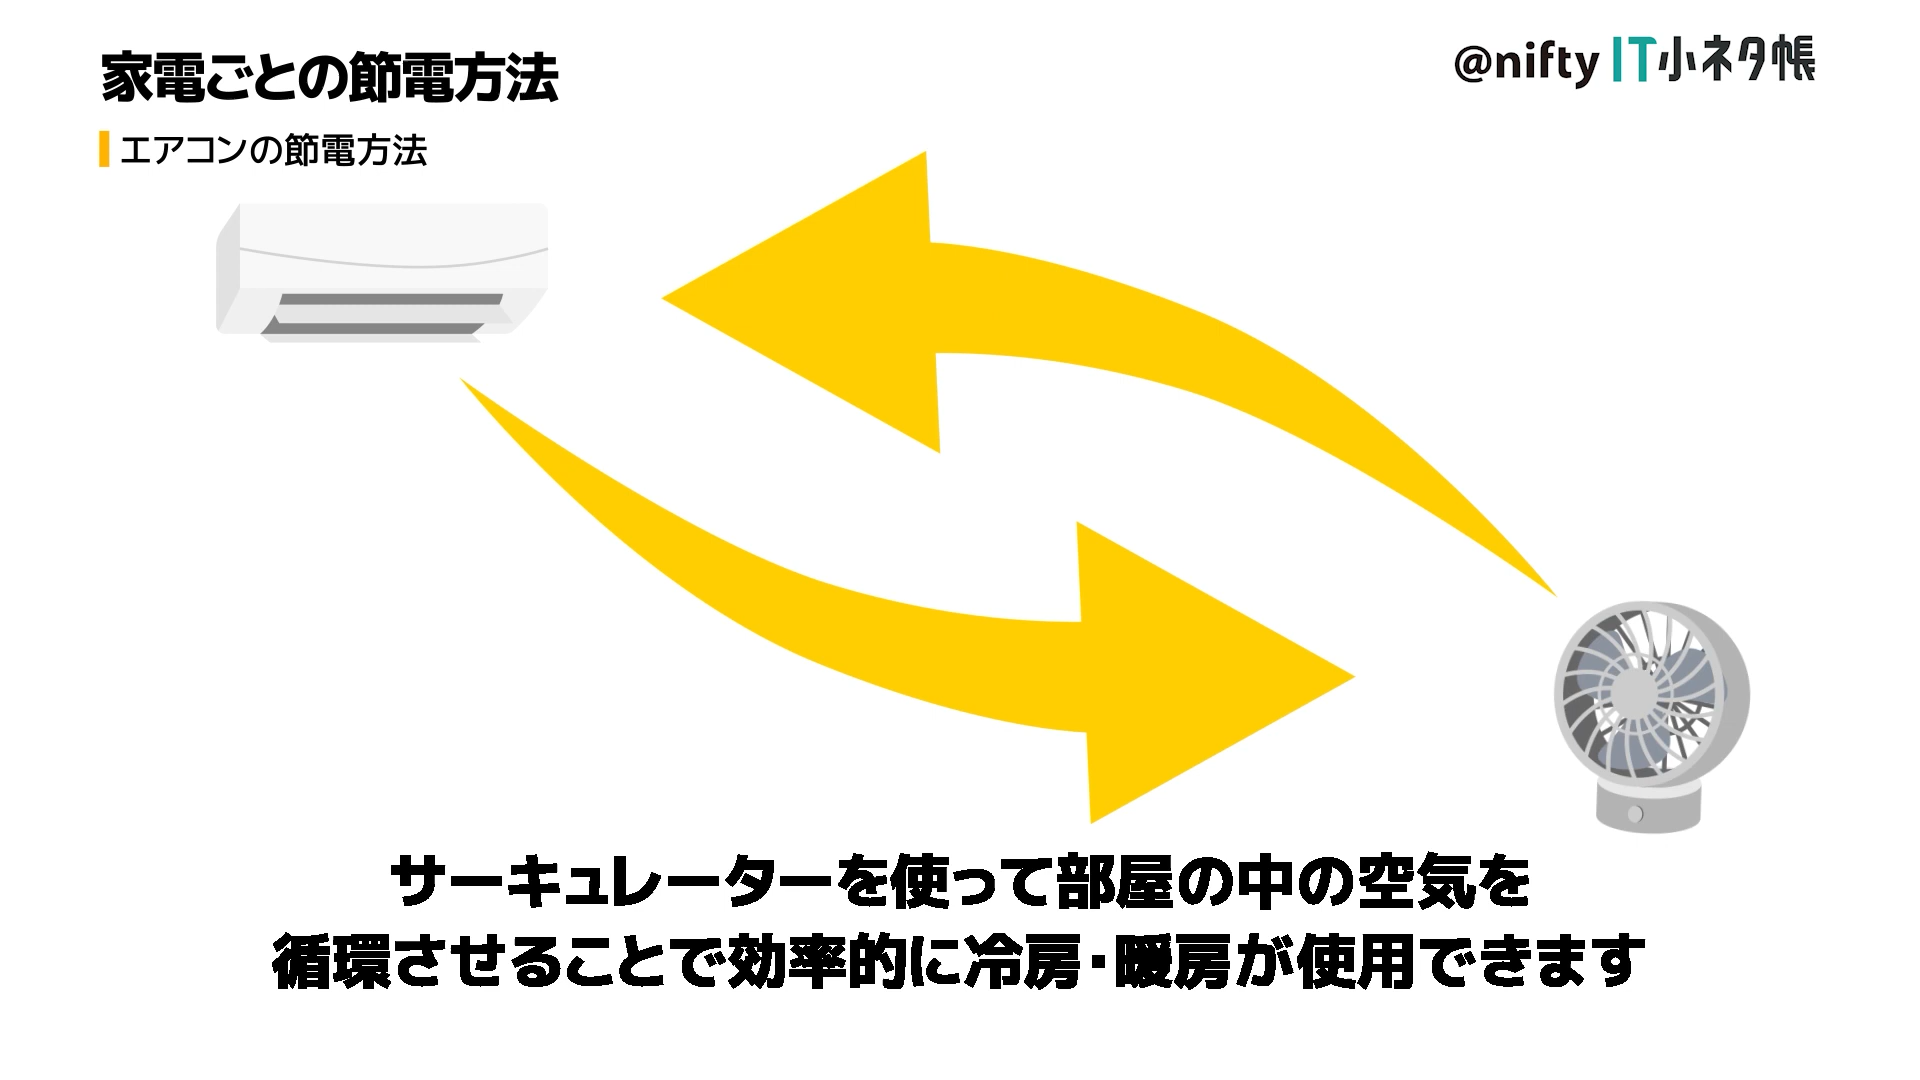 家電ごとの節電方法
@nifty IT小ネタ帳
エアコンの節電方法
サーキュレーターを使って部屋の中の空気を
循環させることで効率的に冷房･暖房が使用できます